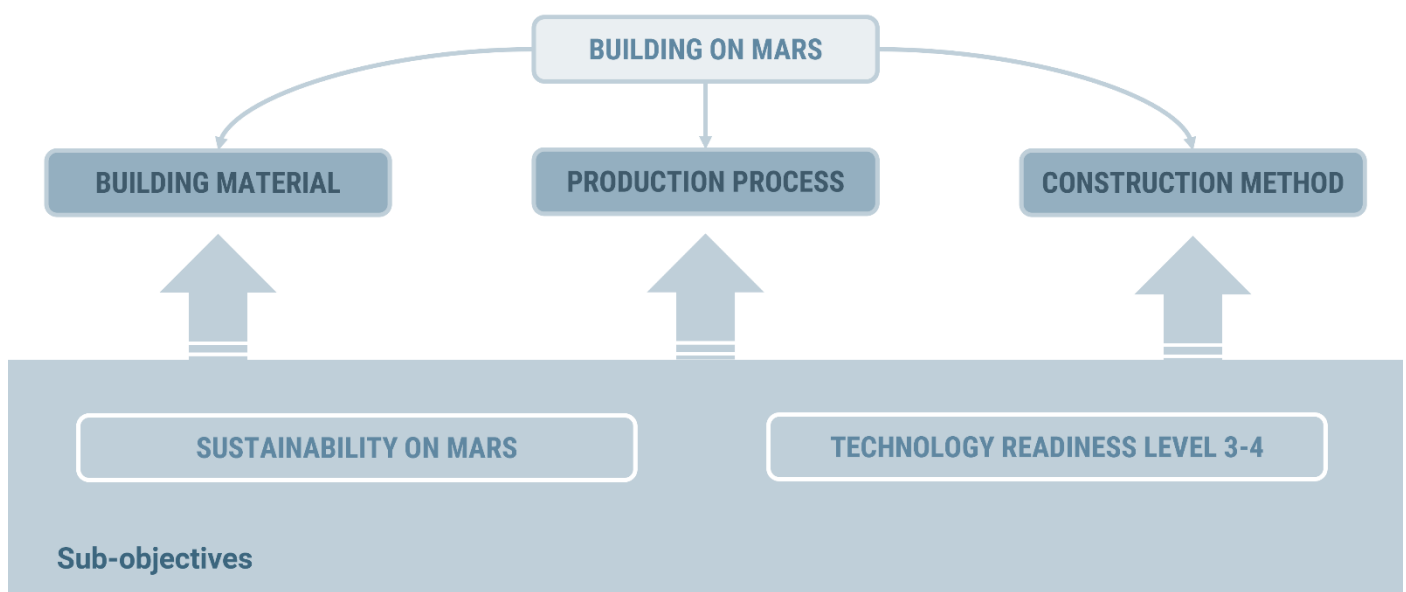 BUILDING ON MARS
BUILDING MATERIAL
PRODUCTION PROCESS
CONSTRUCTION METHOD
SUSTAINABILITY ON MARS
TECHNOLOGY READINESS LEVEL 3-4
Sub-objectives